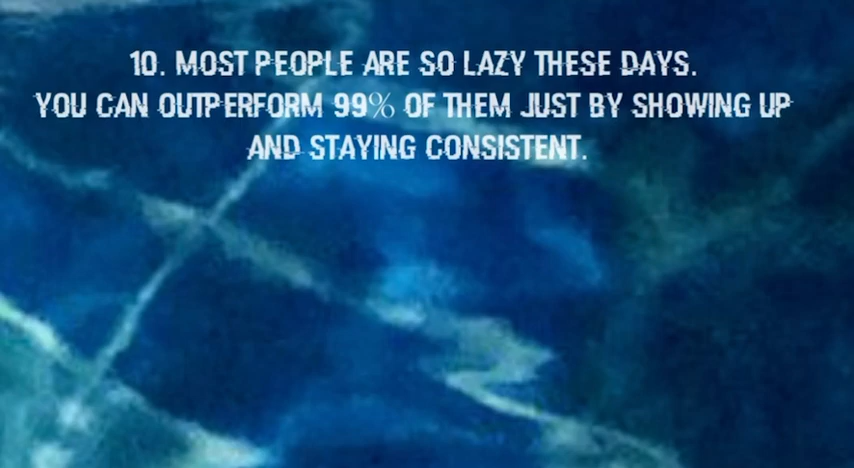 10. MOST PEOPLE ARE SO LAZY THESE DAYS.
YOU CAN OUTPERFORM 99% OF THEM JUST BY SHOWING UP
AND STAYING CONSISTENT.